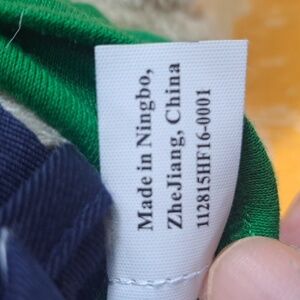 Made in Ningbo,
ZheJiang, China
112815HF16-0001